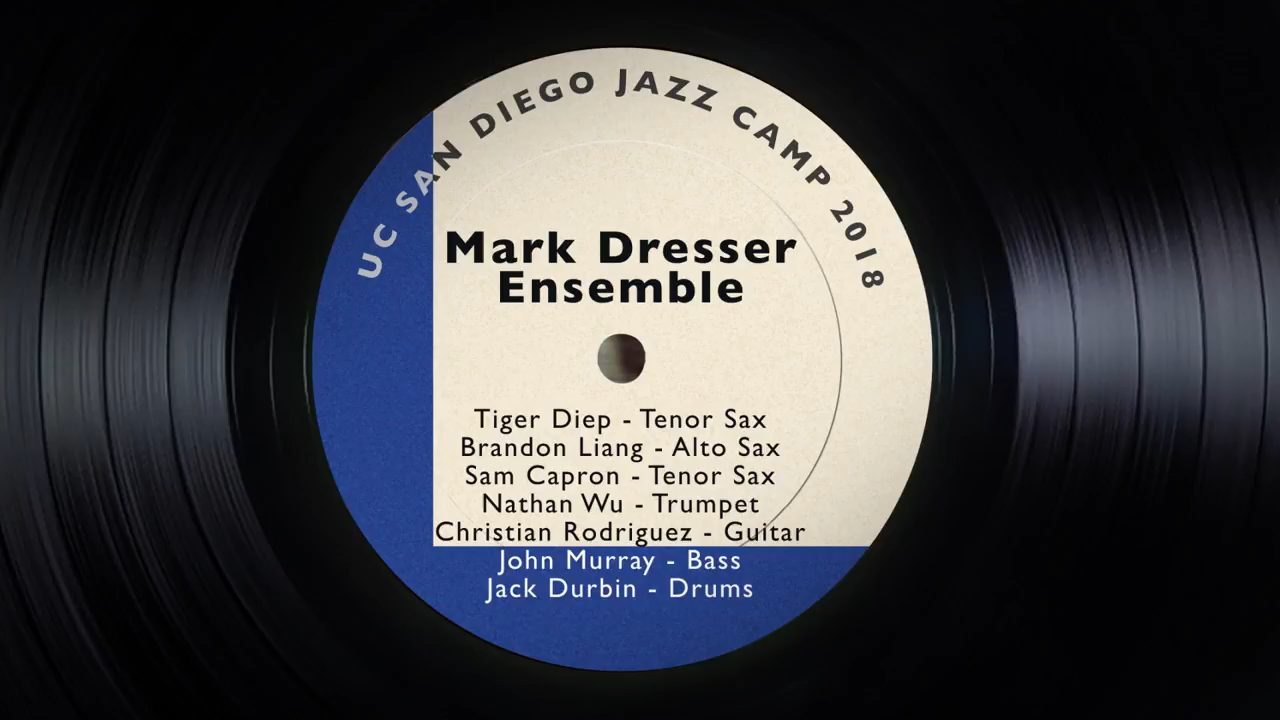 UC SAN DIEGO JAZZ CAMP 2018
Mark Dresser
Ensemble
Tiger Diep - Tenor Sax
Brandon Liang - Alto Sax
Sam Capron - Tenor Sax
Nathan Wu - Trumpet
Christian Rodriguez - Guitar
John Murray - Bass
Jack Durbin - Drums